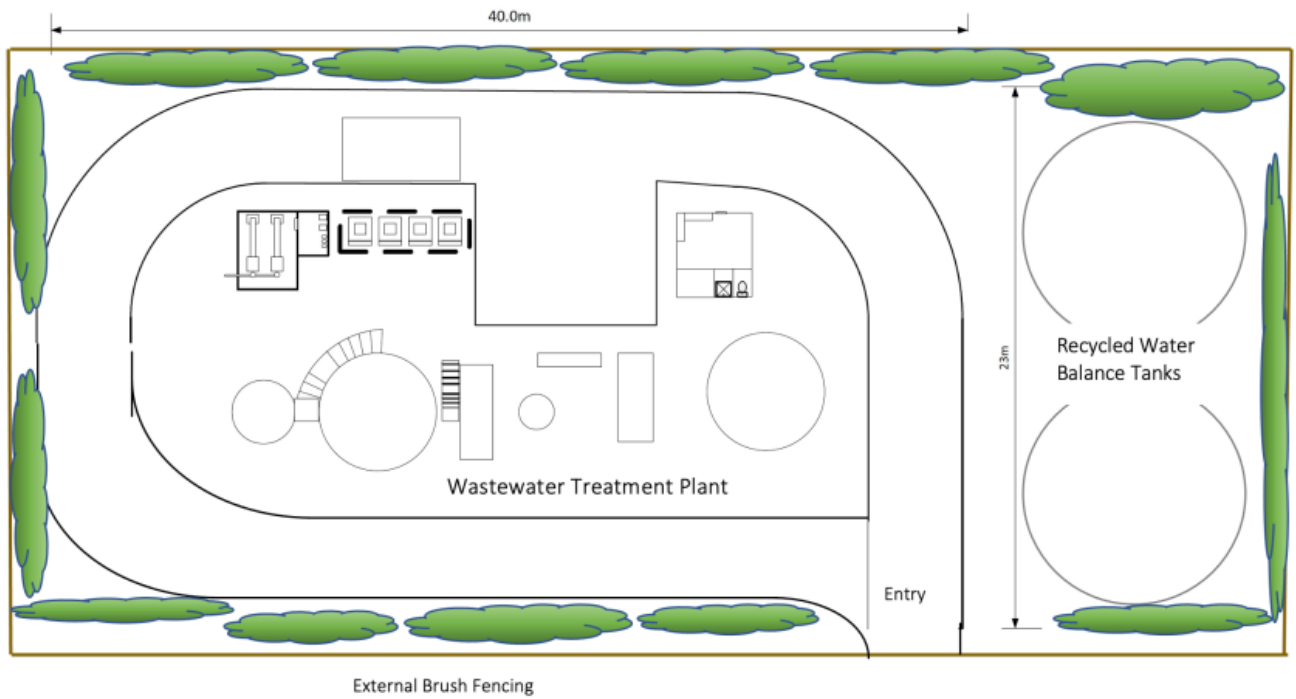 40.0m
23m
Recycled Water
Balance Tanks
Wastewater Treatment Plant
Entry
External Brush Fencing